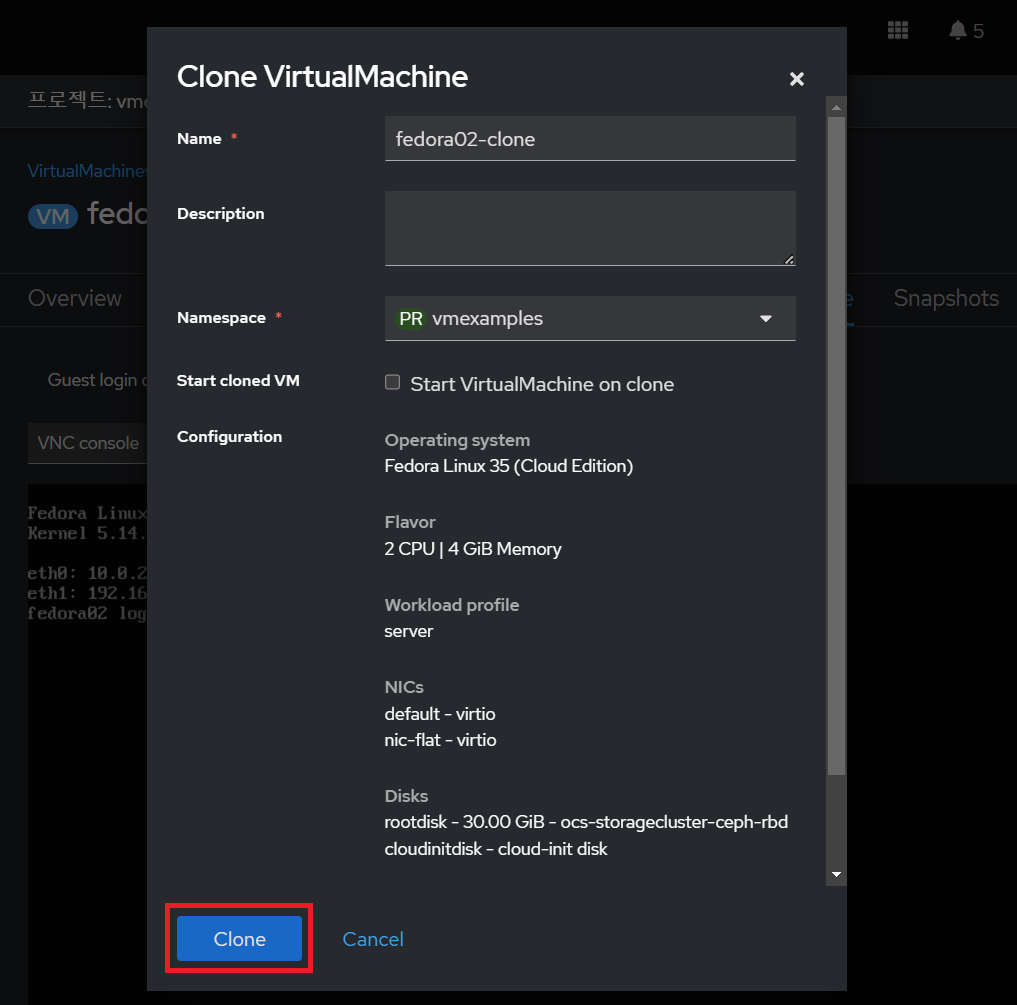 5
Clone VirtualMachine
프로젝트: vme
Name *
fedora02-clone
VirtualMachines
VM fedo
Description
Namespace *
PR vmexamples
Overview
e
Snapshots
Guest login c
Start cloned VM
Start VirtualMachine on clone
VNC console
Configuration
Operating system
Fedora Linux 35 (Cloud Edition)
Flavor
2 CPU | 4 GiB Memory
Workload profile
server
NICs
default - virtio
nic-flat - virtio
Disks
rootdisk - 30.00 GiB - ocs-storagecluster-ceph-rbd
cloudinitdisk - cloud-init disk
Fedora Linux
Kernel 5.14.
eth0: 10.0.2
eth1: 192.16
fedora02 log
Clone
Cancel